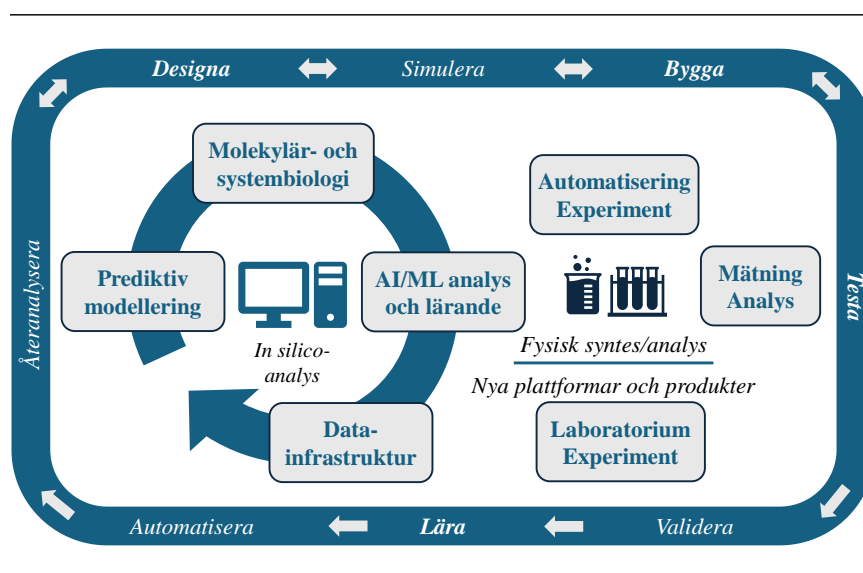 Designa
Simulera
Bygga
Molekylär- och
systembiologi
Automatisering
Experiment
Återanalysera
Prediktiv
modellering
AI/ML analys
och lärande
Mätning
Analys
Testa
In silico-
analys
Fysisk syntes/analys
Nya plattformar och produkter
Data-
infrastruktur
Laboratorium
Experiment
Automatisera
Lära
Validera